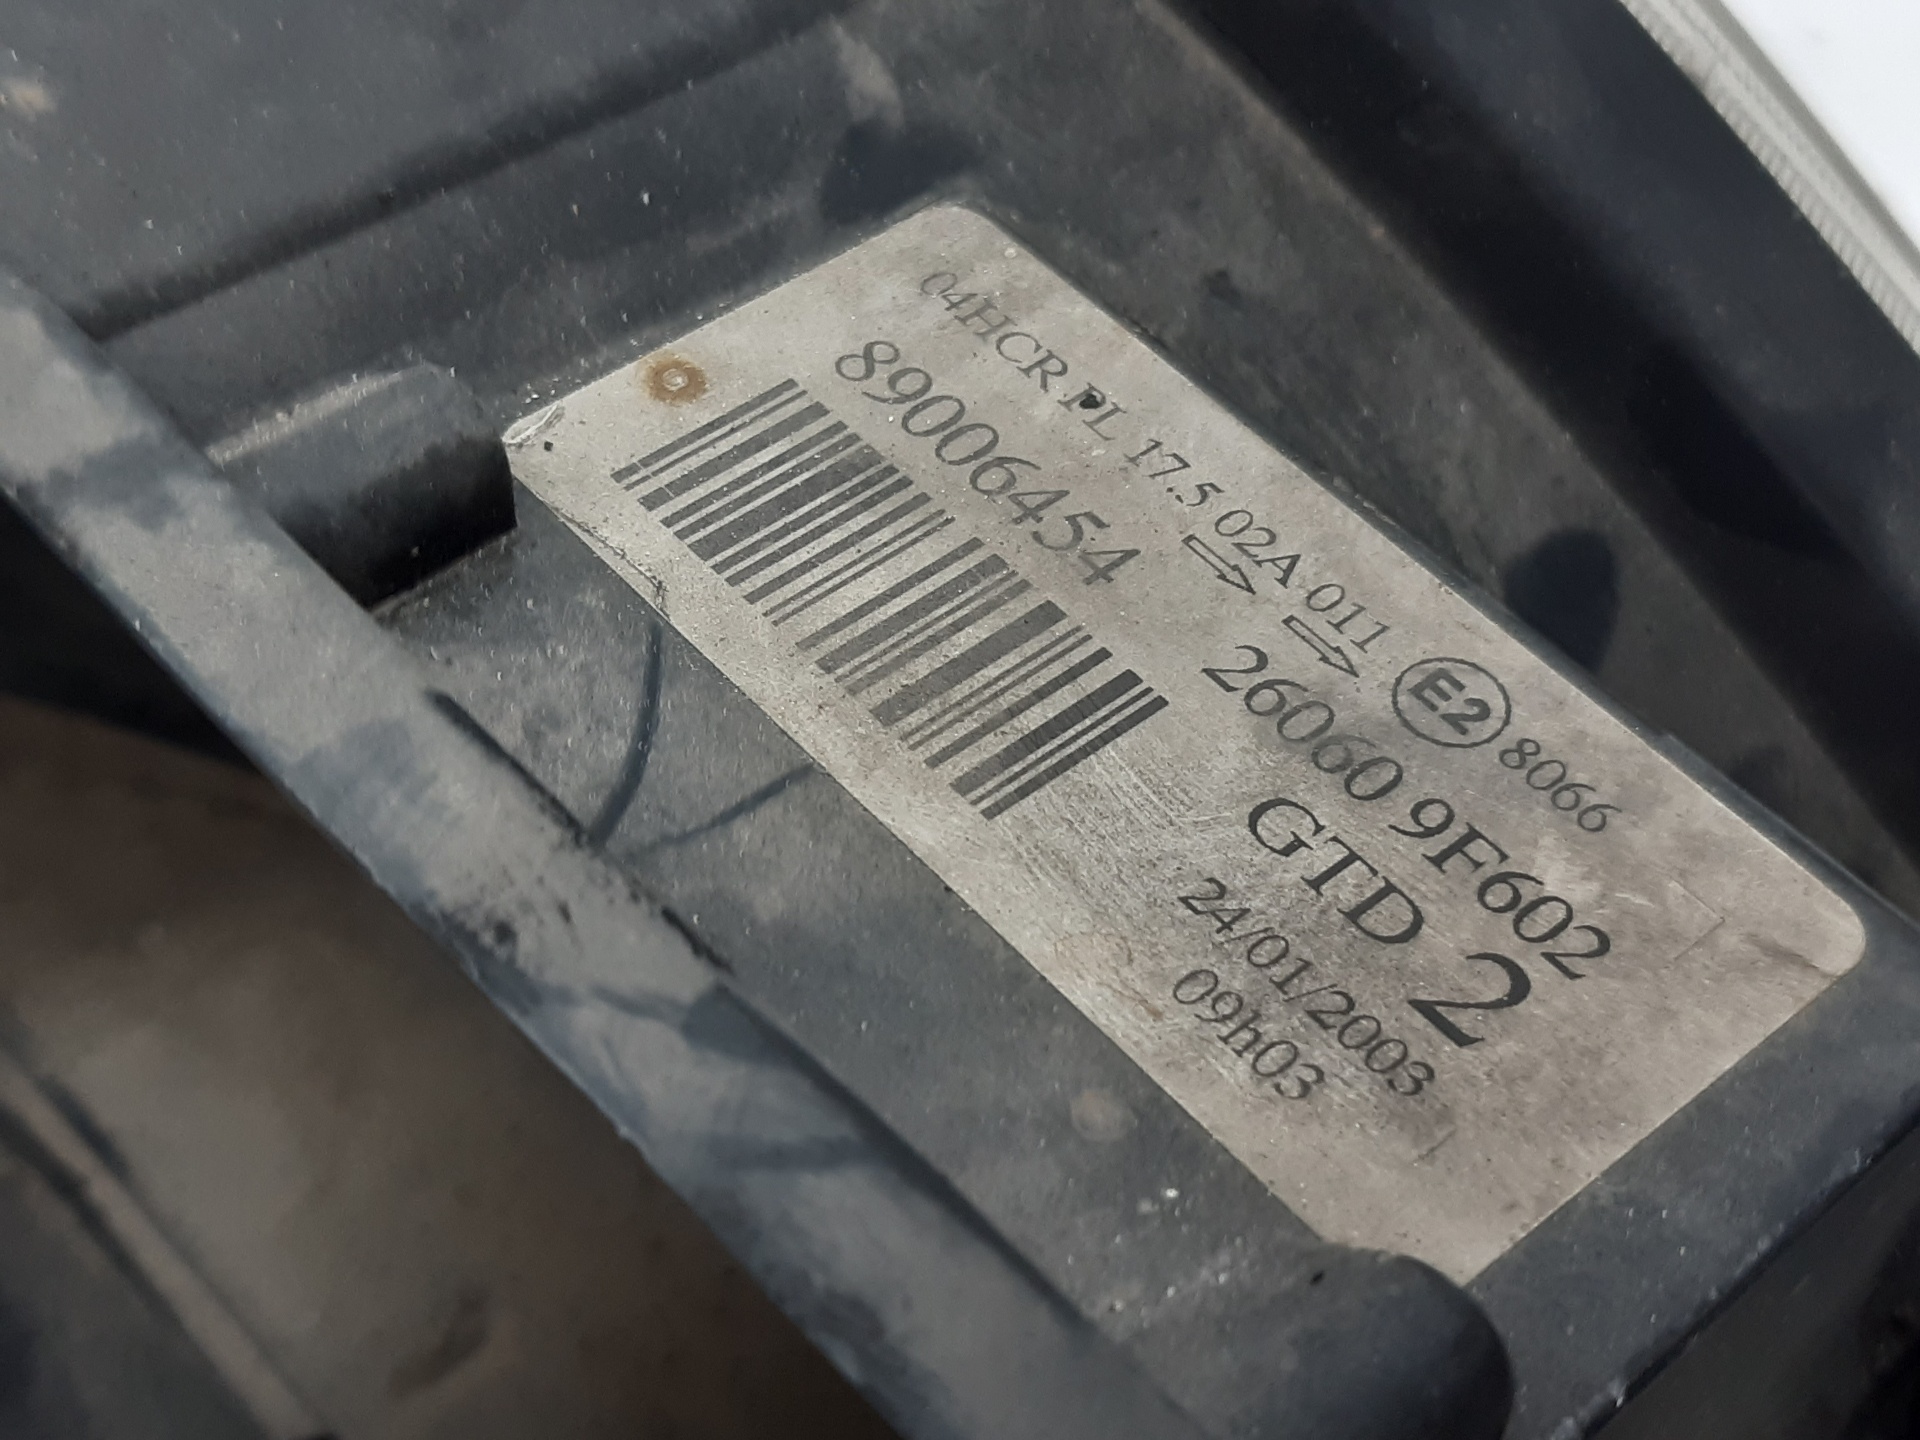 04HCR PL 17.5 02A 011 E2 8066
89006454 26060 9F602
GTD 2
24/01/2003
09h03